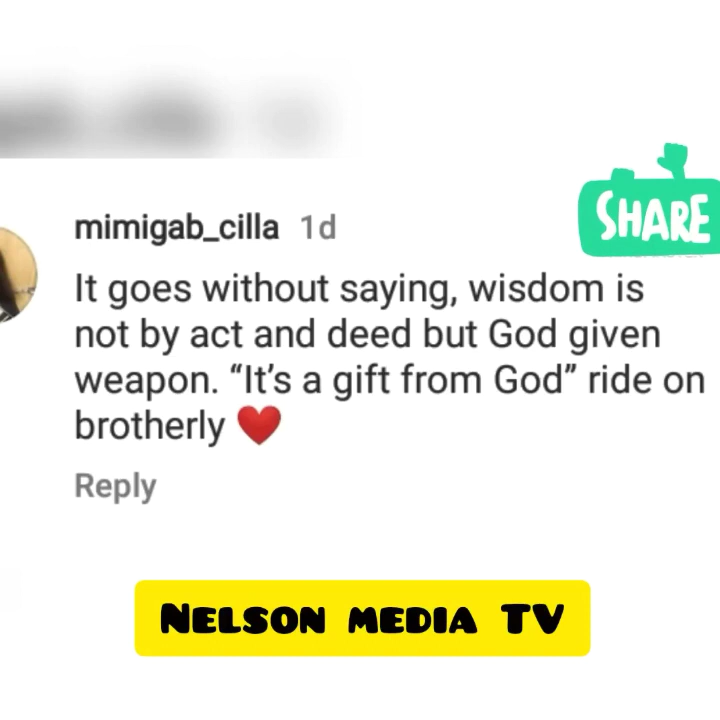 mimigab_cilla 1d
SHARE
It goes without saying, wisdom is
not by act and deed but God given
weapon. “It’s a gift from God” ride on
brotherly ❤️
Reply
NELSON MEDIA TV